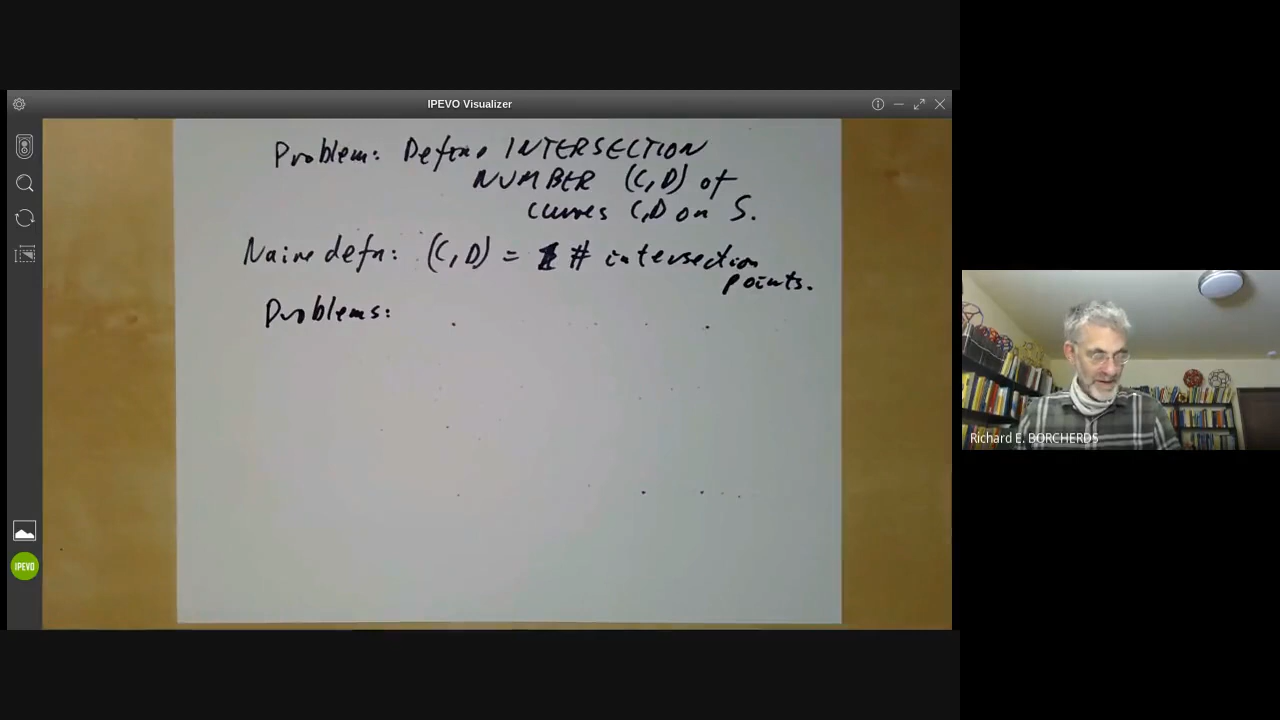 IPEVO Visualizer
Problem: Define INTERSECTION
NUMBER (C,D) of
curves C,D on S.
Naive defn: (C,D) = # intersection
points.
Problems:
Richard E. BORCHERDS
IPEVO